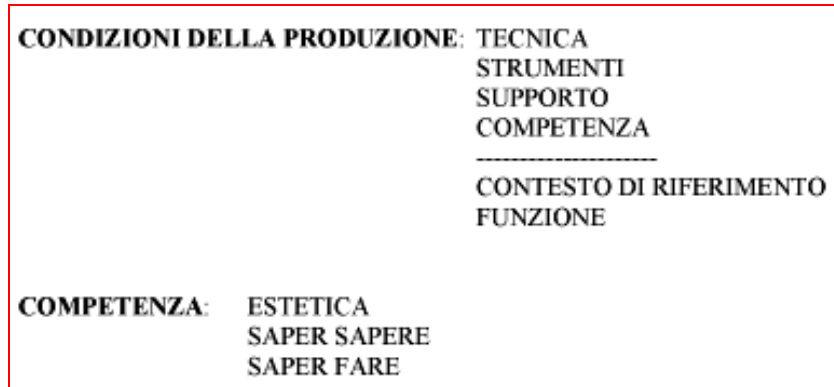 CONDIZIONI DELLA PRODUZIONE: TECNICA
STRUMENTI
SUPPORTO
COMPETENZA
---------------------
CONTESTO DI RIFERIMENTO
FUNZIONE
COMPETENZA: ESTETICA
SAPER SAPERE
SAPER FARE